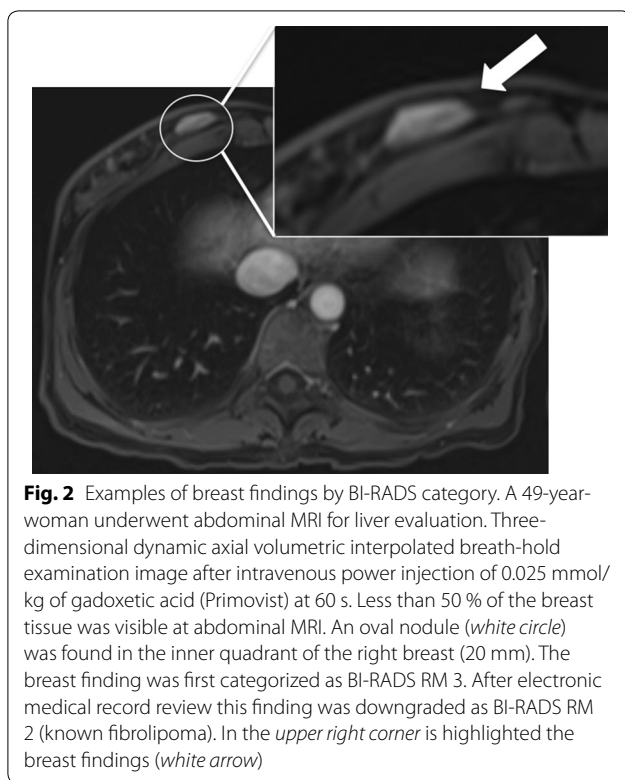 Fig. 2 Examples of breast findings by BI-RADS category. A 49-year-
woman underwent abdominal MRI for liver evaluation. Three-
dimensional dynamic axial volumetric interpolated breath-hold
examination image after intravenous power injection of 0.025 mmol/
kg of gadoxetic acid (Primovist) at 60 s. Less than 50 % of the breast
tissue was visible at abdominal MRI. An oval nodule (white circle)
was found in the inner quadrant of the right breast (20 mm). The
breast finding was first categorized as BI-RADS RM 3. After electronic
medical record review this finding was downgraded as BI-RADS RM
2 (known fibrolipoma). In the upper right corner is highlighted the
breast findings (white arrow)